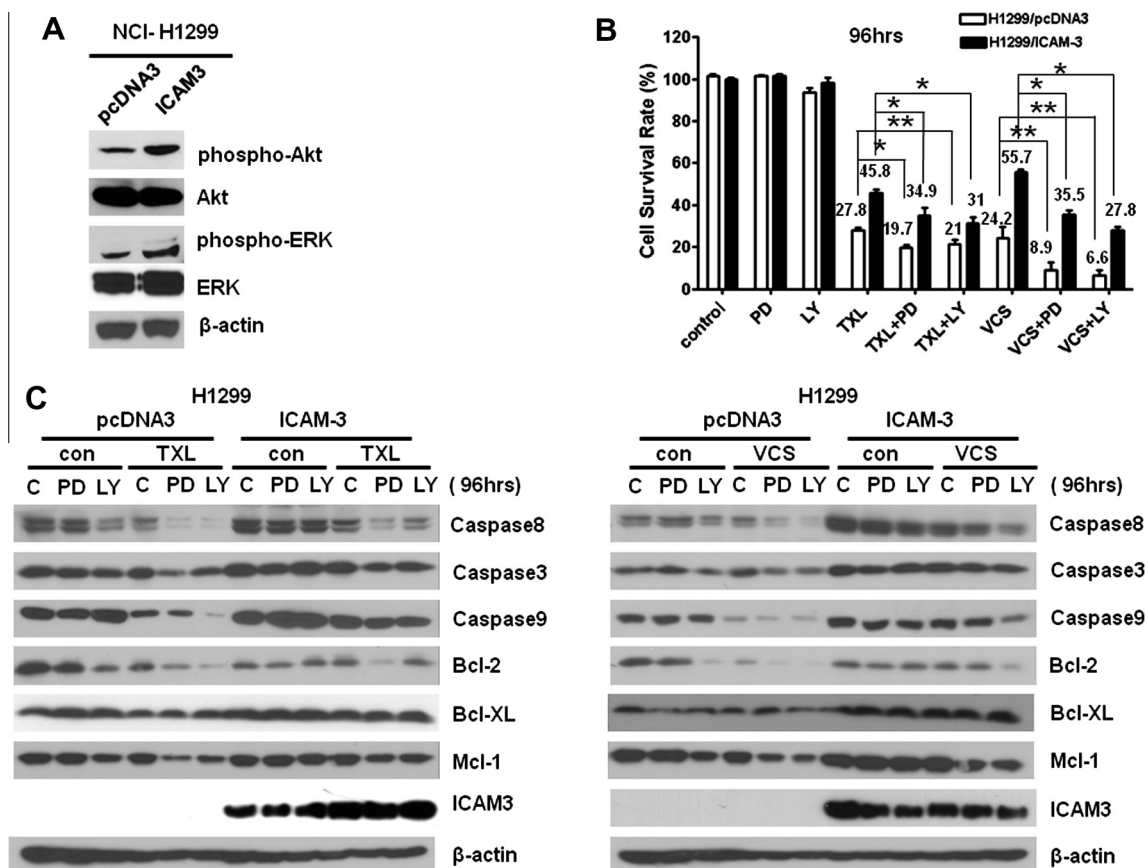 A
NCI- H1299
pcDNA3
ICAM3
phospho-Akt
Akt
phospho-ERK
ERK
β-actin
B
96hrs
H1299/pcDNA3
H1299/ICAM-3
Cell Survival Rate (%)
120
100
80
60
40
20
0
*
*
*
*
**
**
*
**
27.8
45.8
19.7
34.9
21
31
24.2
55.7
8.9
35.5
6.6
27.8
control
PD
LY
TXL
TXL+PD
TXL+LY
VCS
VCS+PD
VCS+LY
C
H1299
pcDNA3 ICAM-3
con TXL con TXL
C PD LY C PD LY C PD LY C PD LY ( 96hrs)
Caspase8
Caspase3
Caspase9
Bcl-2
Bcl-XL
Mcl-1
ICAM3
β-actin
H1299
pcDNA3 ICAM-3
con VCS con VCS
C PD LY C PD LY C PD LY C PD LY ( 96hrs)
Caspase8
Caspase3
Caspase9
Bcl-2
Bcl-XL
Mcl-1
ICAM3
β-actin